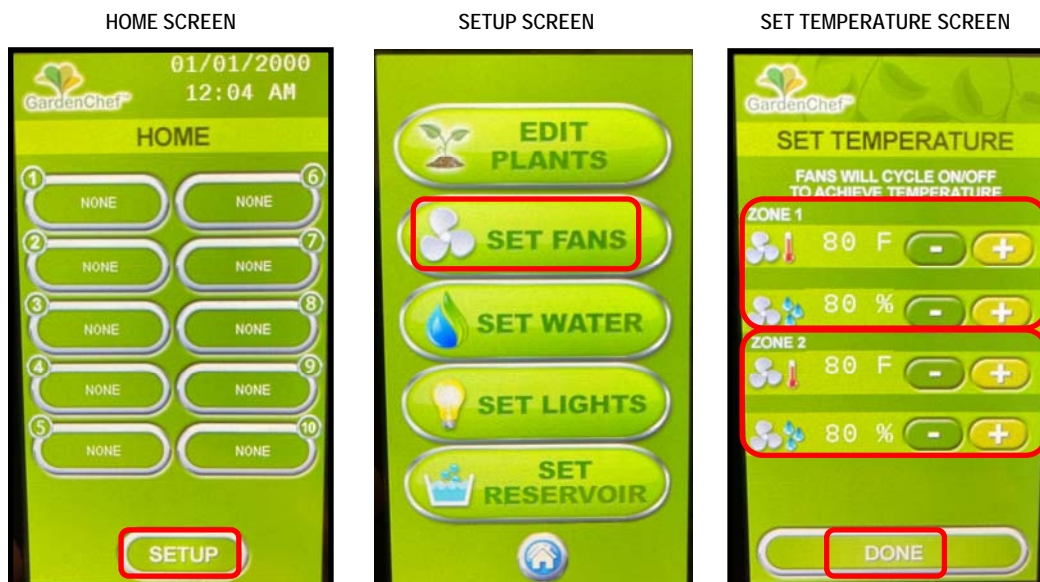 HOME SCREEN
SETUP SCREEN
SET TEMPERATURE SCREEN
GardenChef™
01/01/2000
12:04 AM
HOME
1
NONE
6
NONE
2
NONE
7
NONE
3
NONE
8
NONE
4
NONE
9
NONE
5
NONE
10
NONE
SETUP
EDIT
PLANTS
SET FANS
SET WATER
SET LIGHTS
SET
RESERVOIR
GardenChef™
SET TEMPERATURE
FANS WILL CYCLE ON/OFF
TO ACHIEVE TEMPERATURE
ZONE 1
80 F - +
80 % - +
ZONE 2
80 F - +
80 % - +
DONE